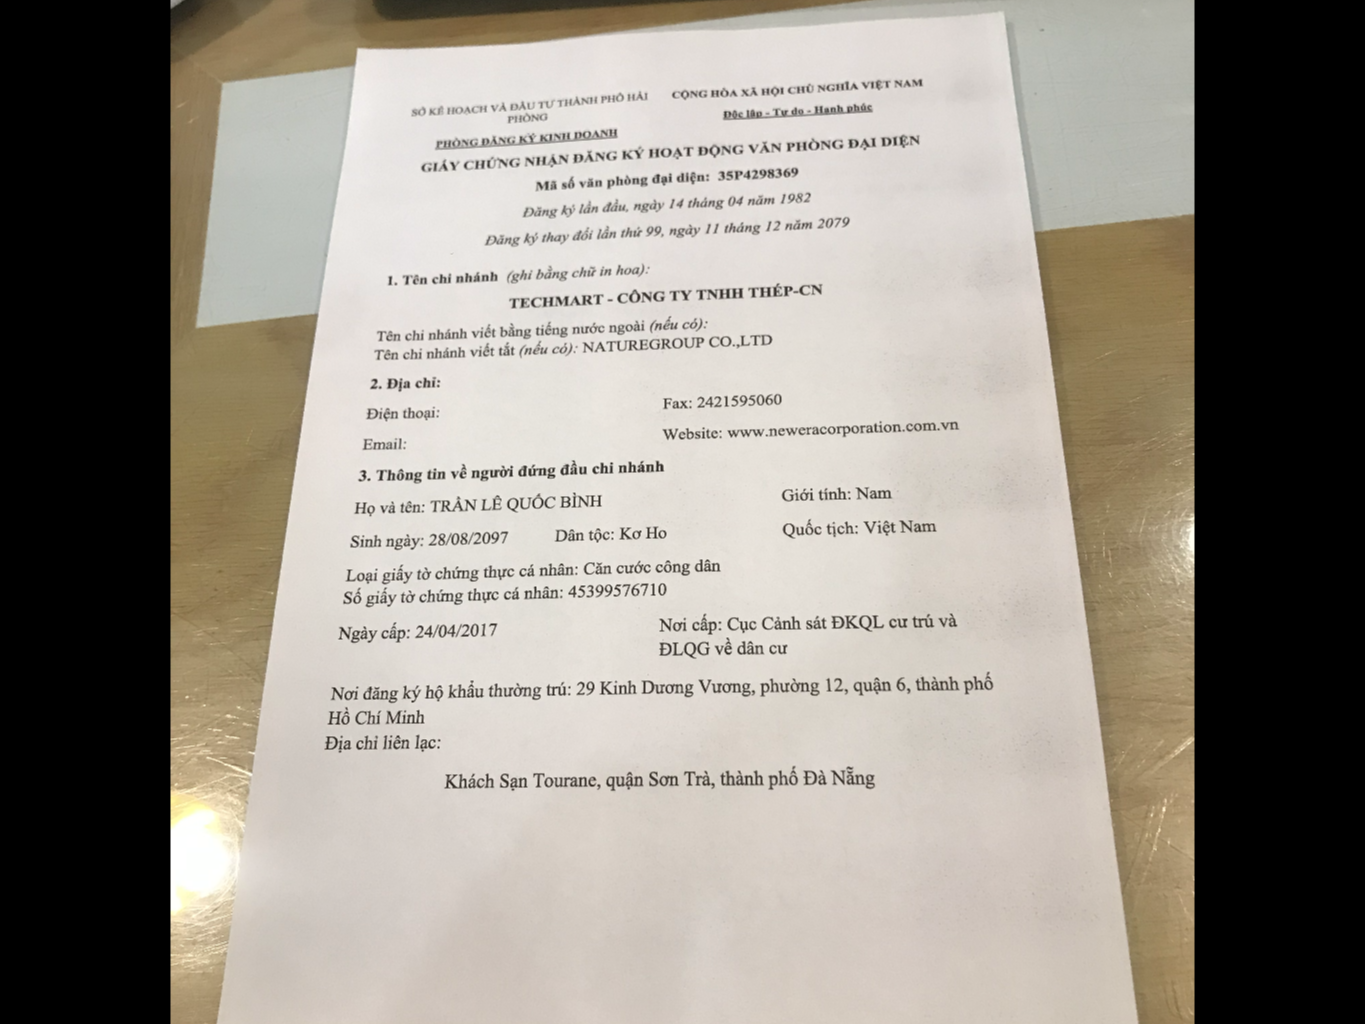 SỞ KẾ HOẠCH VÀ ĐẦU TƯ THÀNH PHỐ HẢI
PHÒNG
PHÒNG ĐĂNG KÝ KINH DOANH
CỘNG HÒA XÃ HỘI CHỦ NGHĨA VIỆT NAM
Độc lập - Tự do - Hạnh phúc
GIẤY CHỨNG NHẬN ĐĂNG KÝ HOẠT ĐỘNG VĂN PHÒNG ĐẠI DIỆN
Mã số văn phòng đại diện: 35P4298369
Đăng ký lần đầu, ngày 14 tháng 04 năm 1982
Đăng ký thay đổi lần thứ 99, ngày 11 tháng 12 năm 2079
1. Tên chi nhánh (ghi bằng chữ in hoa):
TECHMART - CÔNG TY TNHH THÉP-CN
Tên chi nhánh viết bằng tiếng nước ngoài (nếu có):
Tên chi nhánh viết tắt (nếu có): NATUREGROUP CO.,LTD
2. Địa chỉ:
Điện thoại:
Fax: 2421595060
Email:
Website: www.neweracorporation.com.vn
3. Thông tin về người đứng đầu chi nhánh
Họ và tên: TRẦN LÊ QUỐC BÌNH
Giới tính: Nam
Sinh ngày: 28/08/2097
Dân tộc: Kơ Ho
Quốc tịch: Việt Nam
Loại giấy tờ chứng thực cá nhân: Căn cước công dân
Số giấy tờ chứng thực cá nhân: 45399576710
Ngày cấp: 24/04/2017
Nơi cấp: Cục Cảnh sát ĐKQL cư trú và
ĐLQG về dân cư
Nơi đăng ký hộ khẩu thường trú: 29 Kinh Dương Vương, phường 12, quận 6, thành phố
Hồ Chí Minh
Địa chỉ liên lạc:
Khách Sạn Tourane, quận Sơn Trà, thành phố Đà Nẵng